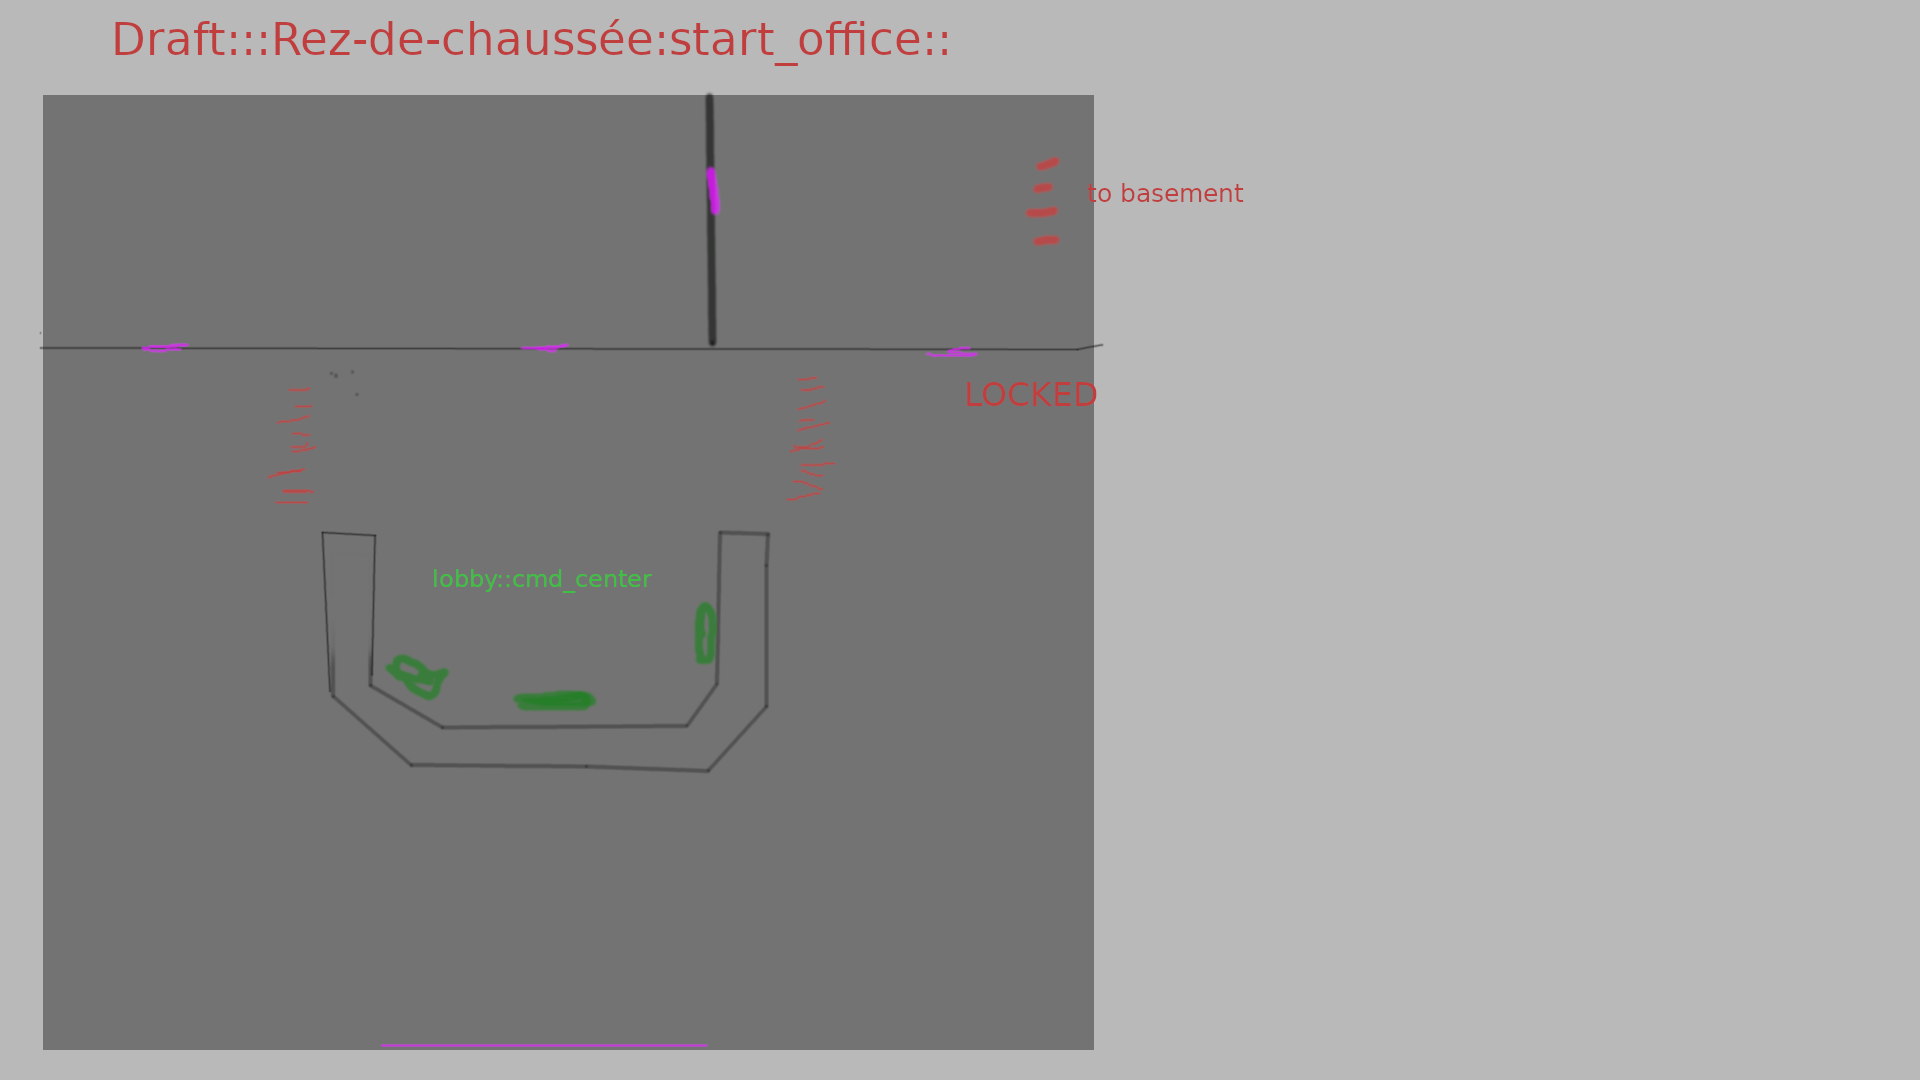 Draft:::Rez-de-chaussée:start_office::
to basement
LOCKED
lobby::cmd_center